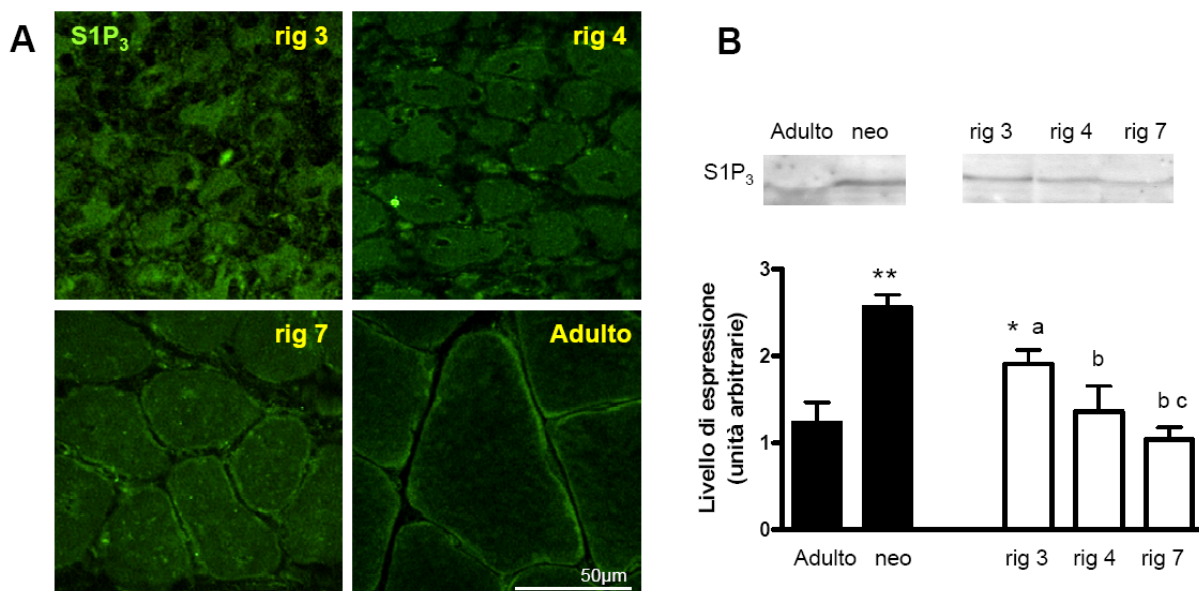 A
S1P3
rig 3
rig 4
rig 7
Adulto
50µm
B
Adulto neo rig 3 rig 4 rig 7
S1P3
Livello di espressione
(unità arbitrarie)
3
2
1
0
**
* a
b
b c
Adulto neo rig 3 rig 4 rig 7